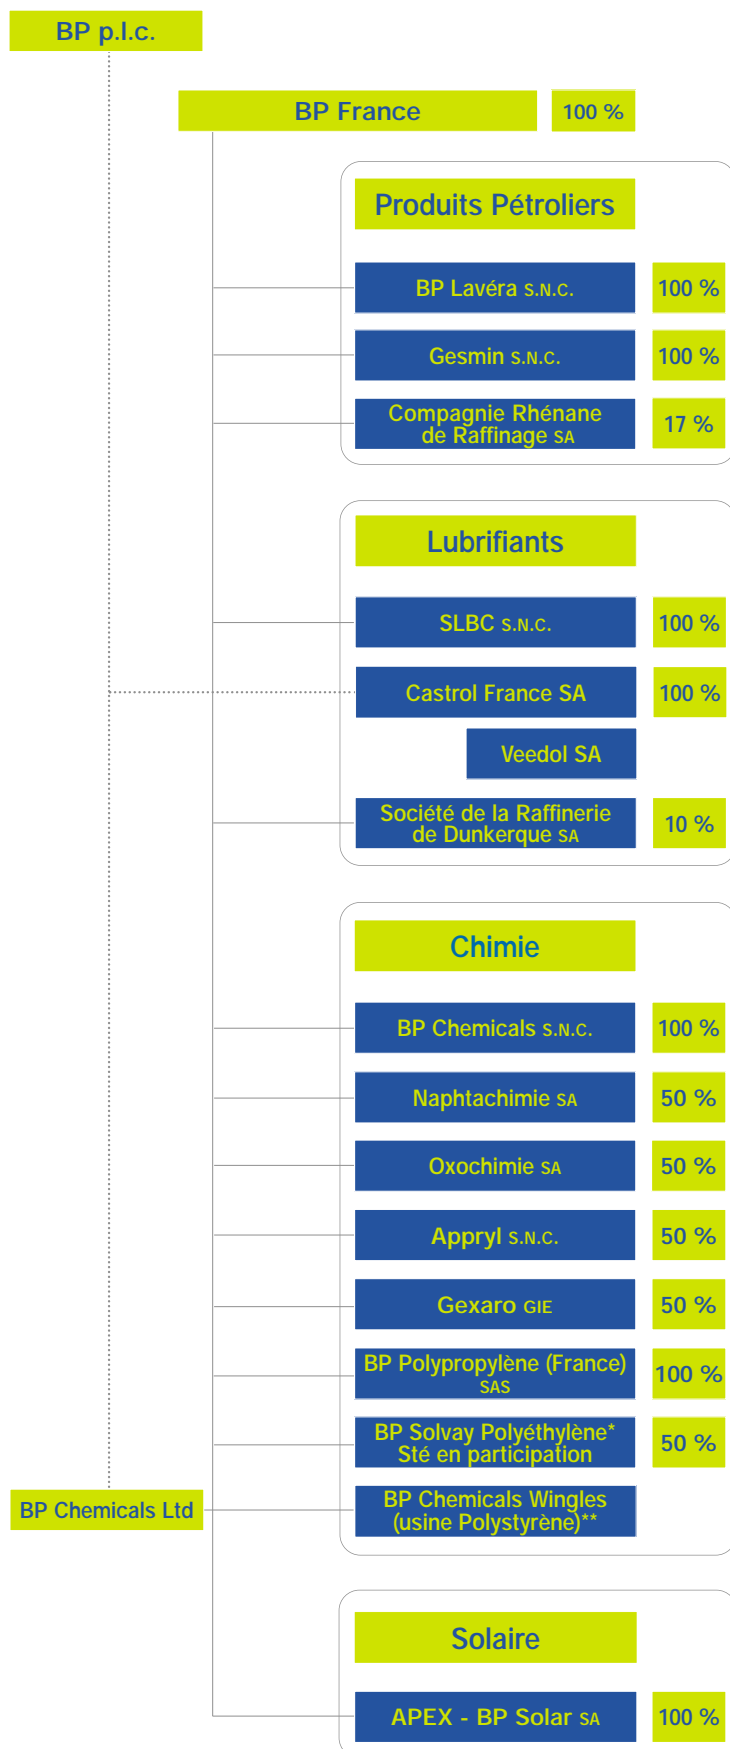 BP p.l.c.
BP France 100 %
Produits Pétroliers
BP Lavéra S.N.C. 100 %
Gesmin S.N.C. 100 %
Compagnie Rhénane
de Raffinage SA 17 %
Lubrifiants
SLBC S.N.C. 100 %
Castrol France SA 100 %
Veedol SA
Société de la Raffinerie
de Dunkerque SA 10 %
Chimie
BP Chemicals S.N.C. 100 %
Naphtachimie SA 50 %
Oxochimie SA 50 %
Appryl S.N.C. 50 %
Gexaro GIE 50 %
BP Polypropylène (France)
SAS 100 %
BP Solvay Polyéthylène*
Sté en participation 50 %
BP Chemicals Ltd
BP Chemicals Wingles
(usine Polystyrène)**
Solaire
APEX - BP Solar SA 100 %